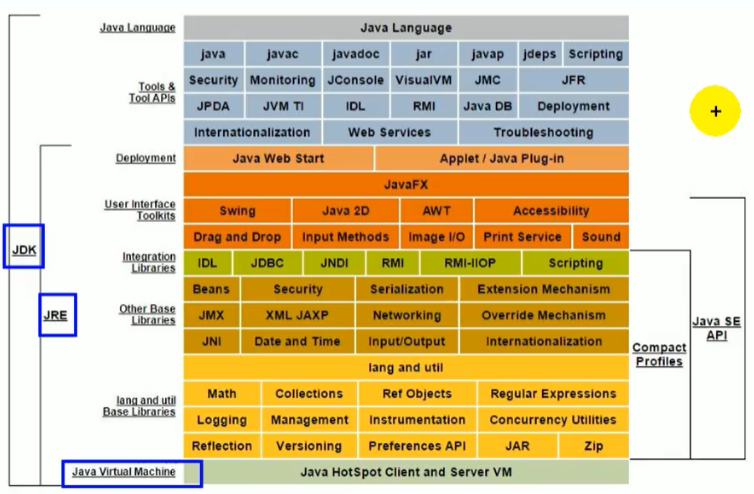 Java Language Java Language
java javac javadoc jar javap jdeps Scripting
Tools & Tool APIs
Security Monitoring JConsole VisualVM JMC JFR
JPDA JVM TI IDL RMI Java DB Deployment
Internationalization Web Services Troubleshooting
Deployment Java Web Start Applet / Java Plug-in
JavaFX
User Interface Toolkits
Swing Java 2D AWT Accessibility
Drag and Drop Input Methods Image I/O Print Service Sound
Integration Libraries
IDL JDBC JNDI RMI RMI-IIOP Scripting
JDK
Beans Security Serialization Extension Mechanism
Other Base Libraries
JMX XML JAXP Networking Override Mechanism
JRE
Java SE API
JNI Date and Time Input/Output Internationalization
Compact Profiles
lang and util
lang and util Base Libraries
Math Collections Ref Objects Regular Expressions
Logging Management Instrumentation Concurrency Utilities
Reflection Versioning Preferences API JAR Zip
Java Virtual Machine Java HotSpot Client and Server VM